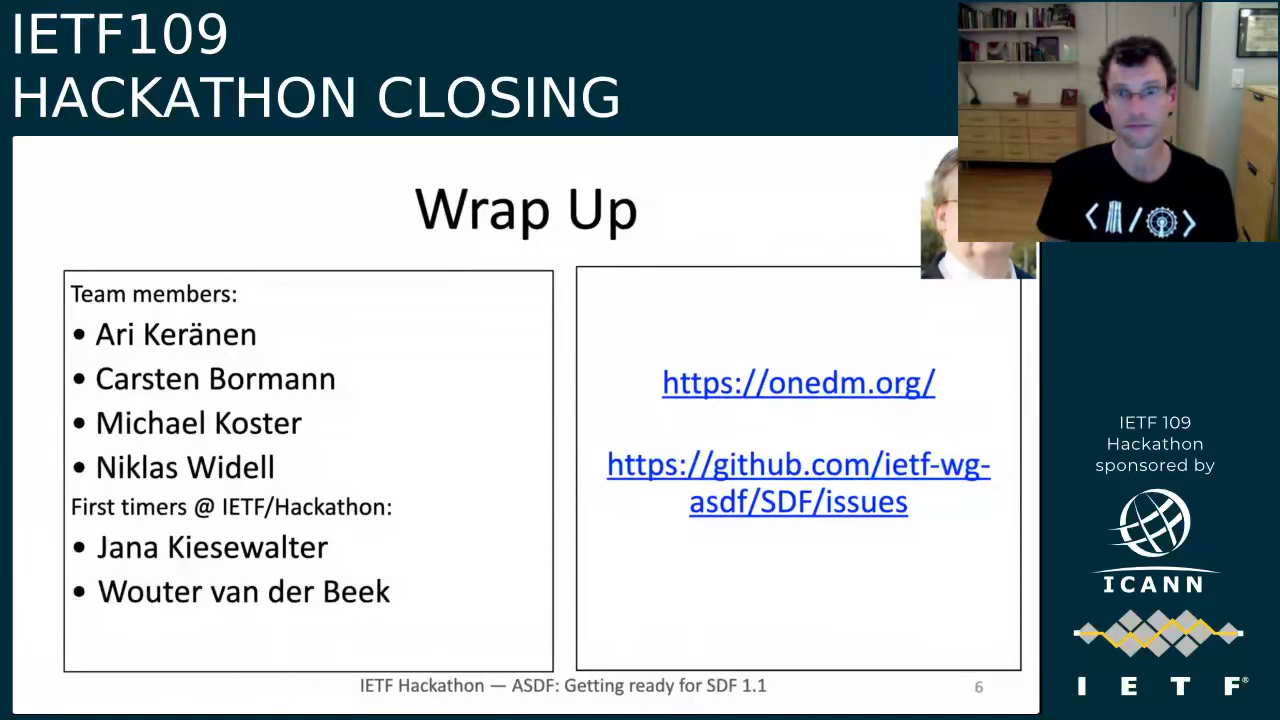 IETF109
HACKATHON CLOSING
Wrap Up
Team members:
• Ari Keränen
• Carsten Bormann
• Michael Koster
• Niklas Widell
First timers @ IETF/Hackathon:
• Jana Kiesewalter
• Wouter van der Beek
https://onedm.org/
https://github.com/ietf-wg-
asdf/SDF/issues
IETF Hackathon — ASDF: Getting ready for SDF 1.1
6
IETF 109
Hackathon
sponsored by
ICANN
I E T F®